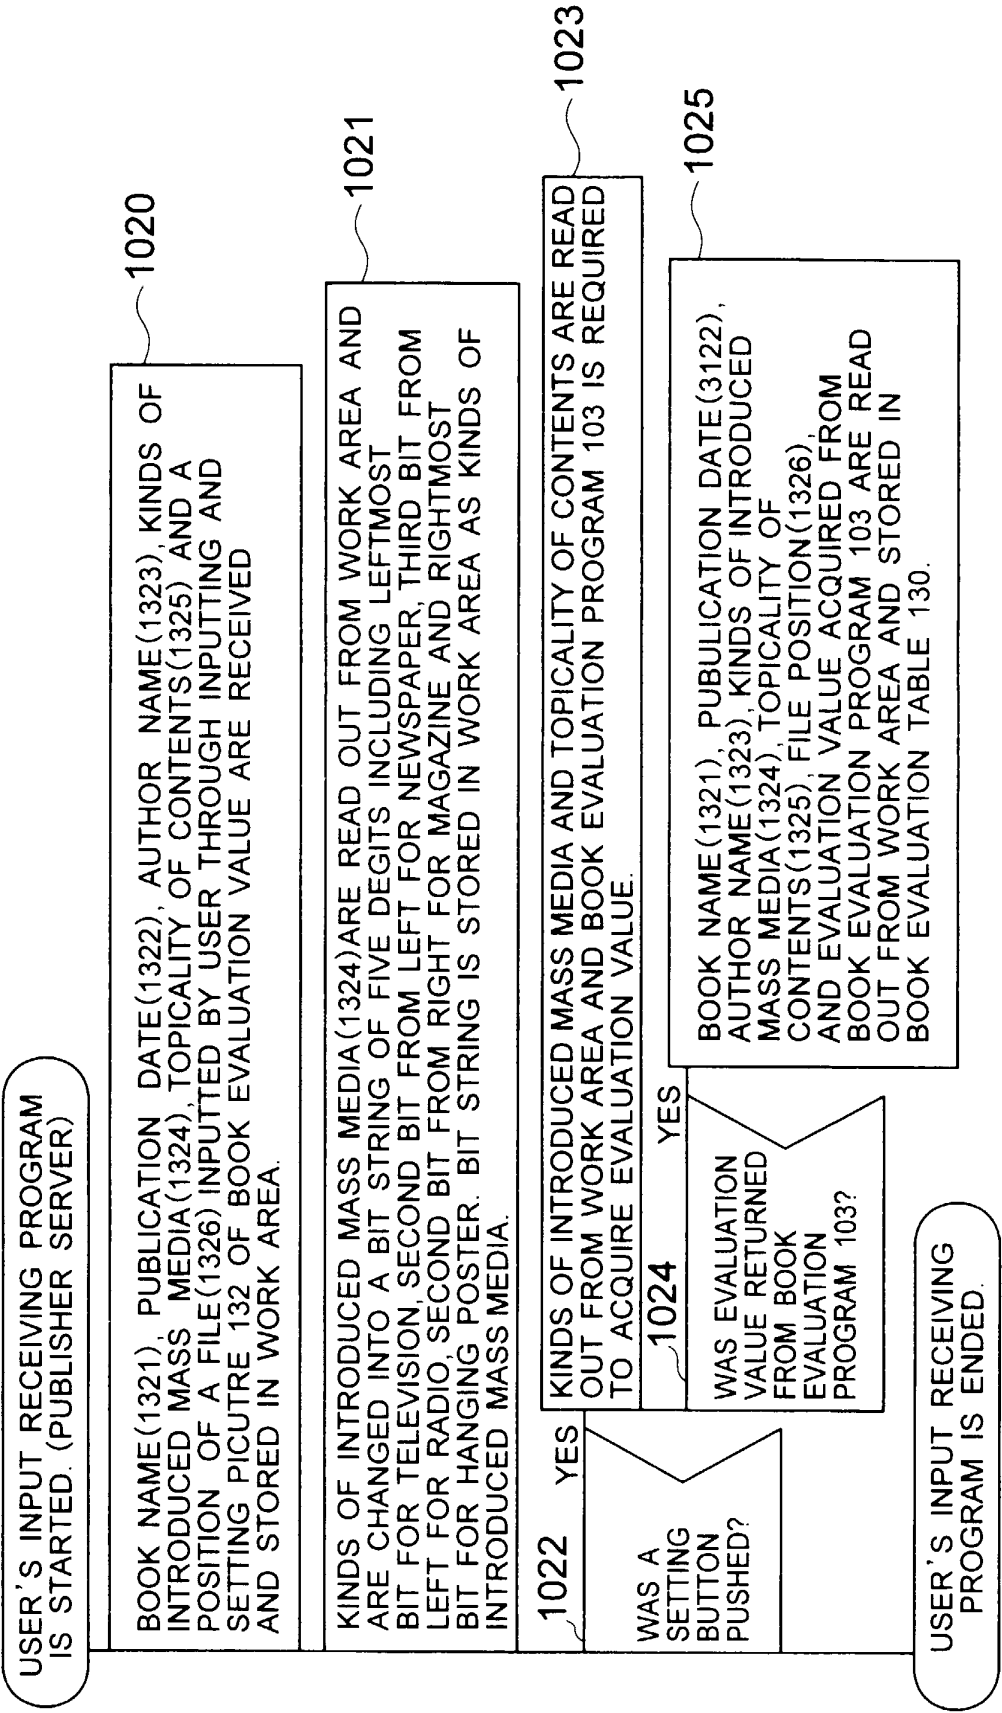 USER'S INPUT RECEIVING PROGRAM
IS STARTED. (PUBLISHER SERVER)
1020
BOOK NAME(1321), PUBLICATION DATE(1322), AUTHOR NAME(1323), KINDS OF
INTRODUCED MASS MEDIA(1324), TOPICALITY OF CONTENTS(1325) AND A
POSITION OF A FILE(1326) INPUTTED BY USER THROUGH INPUTTING AND
SETTING PICUTRE 132 OF BOOK EVALUATION VALUE ARE RECEIVED
AND STORED IN WORK AREA.
1021
KINDS OF INTRODUCED MASS MEDIA(1324)ARE READ OUT FROM WORK AREA AND
ARE CHANGED INTO A BIT STRING OF FIVE DEGITS INCLUDING LEFTMOST
BIT FOR TELEVISION, SECOND BIT FROM LEFT FOR NEWSPAPER, THIRD BIT FROM
LEFT FOR RADIO, SECOND BIT FROM RIGHT FOR MAGAZINE AND RIGHTMOST
BIT FOR HANGING POSTER. BIT STRING IS STORED IN WORK AREA AS KINDS OF
INTRODUCED MASS MEDIA.
1022
WAS A
SETTING
BUTTON
PUSHED?
YES
1023
KINDS OF INTRODUCED MASS MEDIA AND TOPICALITY OF CONTENTS ARE READ
OUT FROM WORK AREA AND BOOK EVALUATION PROGRAM 103 IS REQUIRED
TO ACQUIRE EVALUATION VALUE.
1024
WAS EVALUATION
VALUE RETURNED
FROM BOOK
EVALUATION
PROGRAM 103?
YES
1025
BOOK NAME(1321), PUBULICATION DATE(3122),
AUTHOR NAME(1323), KINDS OF INTRODUCED
MASS MEDIA(1324), TOPICALITY OF
CONTENTS(1325), FILE POSITION(1326),
AND EVALUATION VALUE ACQUIRED FROM
BOOK EVALUATION PROGRAM 103 ARE READ
OUT FROM WORK AREA AND STORED IN
BOOK EVALUATION TABLE 130.
USER'S INPUT RECEIVING
PROGRAM IS ENDED.